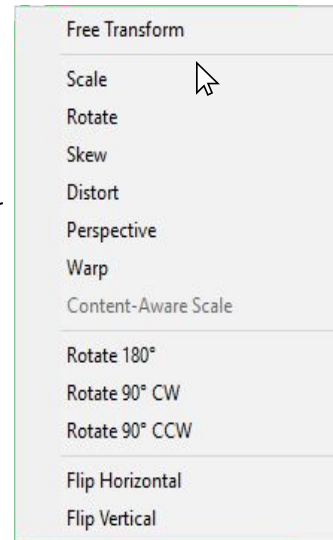 Free Transform
Scale
Rotate
Skew
Distort
Perspective
Warp
Content-Aware Scale
Rotate 180°
Rotate 90° CW
Rotate 90° CCW
Flip Horizontal
Flip Vertical